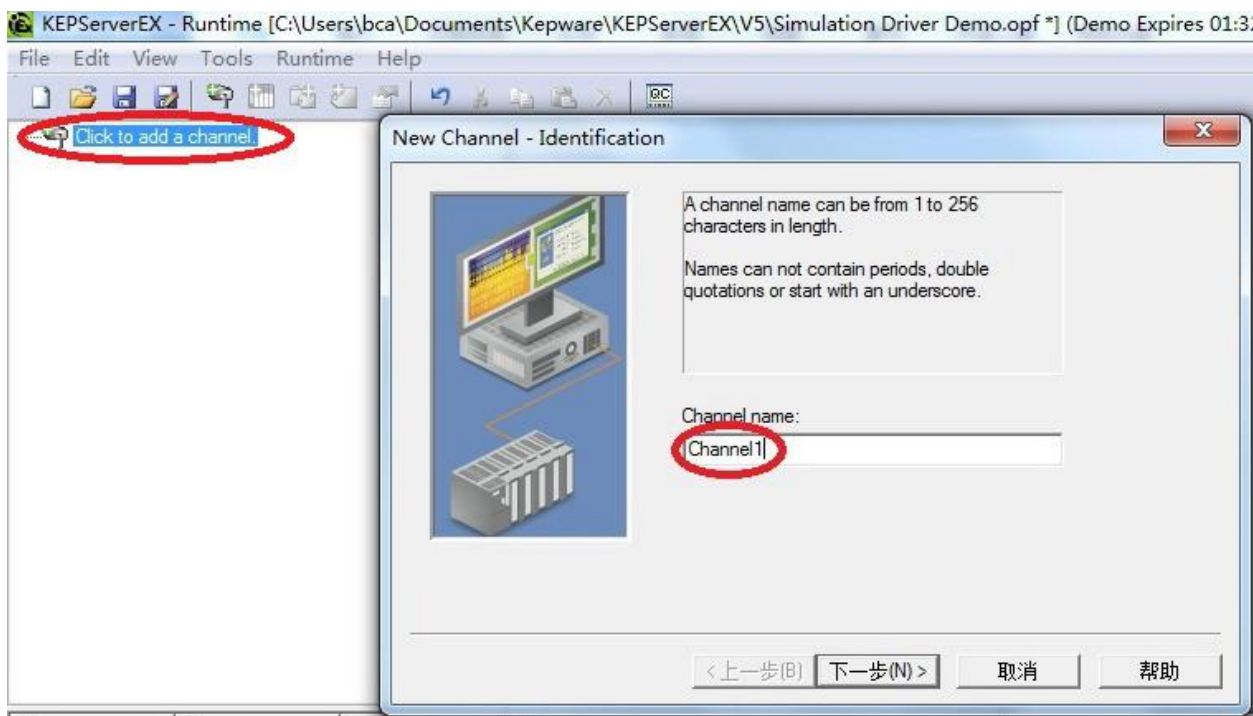 KEPServerEX - Runtime [C:\Users\bca\Documents\Kepware\KEPServerEX\V5\Simulation Driver Demo.opf *] (Demo Expires 01:32
File Edit View Tools Runtime Help
QC
Click to add a channel.
New Channel - Identification
A channel name can be from 1 to 256
characters in length.
Names can not contain periods, double
quotations or start with an underscore.
Channel name:
Channel1
<上一步(B) 下一步(N) > 取消 帮助